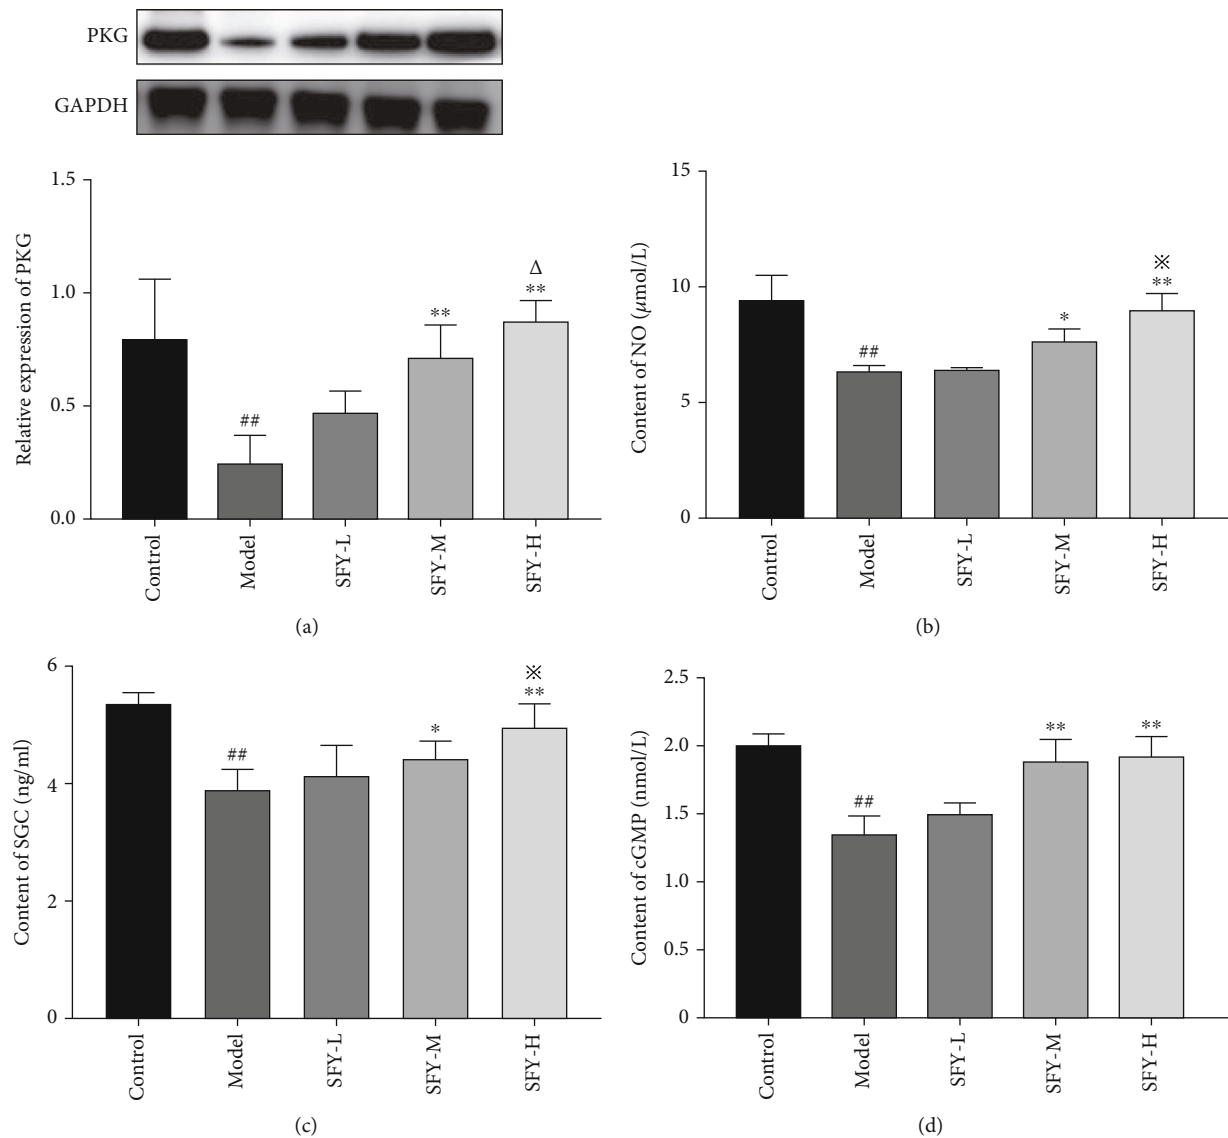 PKG
GAPDH
Relative expression of PKG
1.5
1.0
0.5
0.0
##
**
Δ
**
Control
Model
SFY-L
SFY-M
SFY-H
(a)
Content of NO (μmol/L)
15
10
5
0
##
*
※
**
Control
Model
SFY-L
SFY-M
SFY-H
(b)
Content of SGC (ng/ml)
6
4
2
0
##
*
※
**
Control
Model
SFY-L
SFY-M
SFY-H
(c)
Content of cGMP (nmol/L)
2.5
2.0
1.5
1.0
0.5
0
##
**
**
Control
Model
SFY-L
SFY-M
SFY-H
(d)